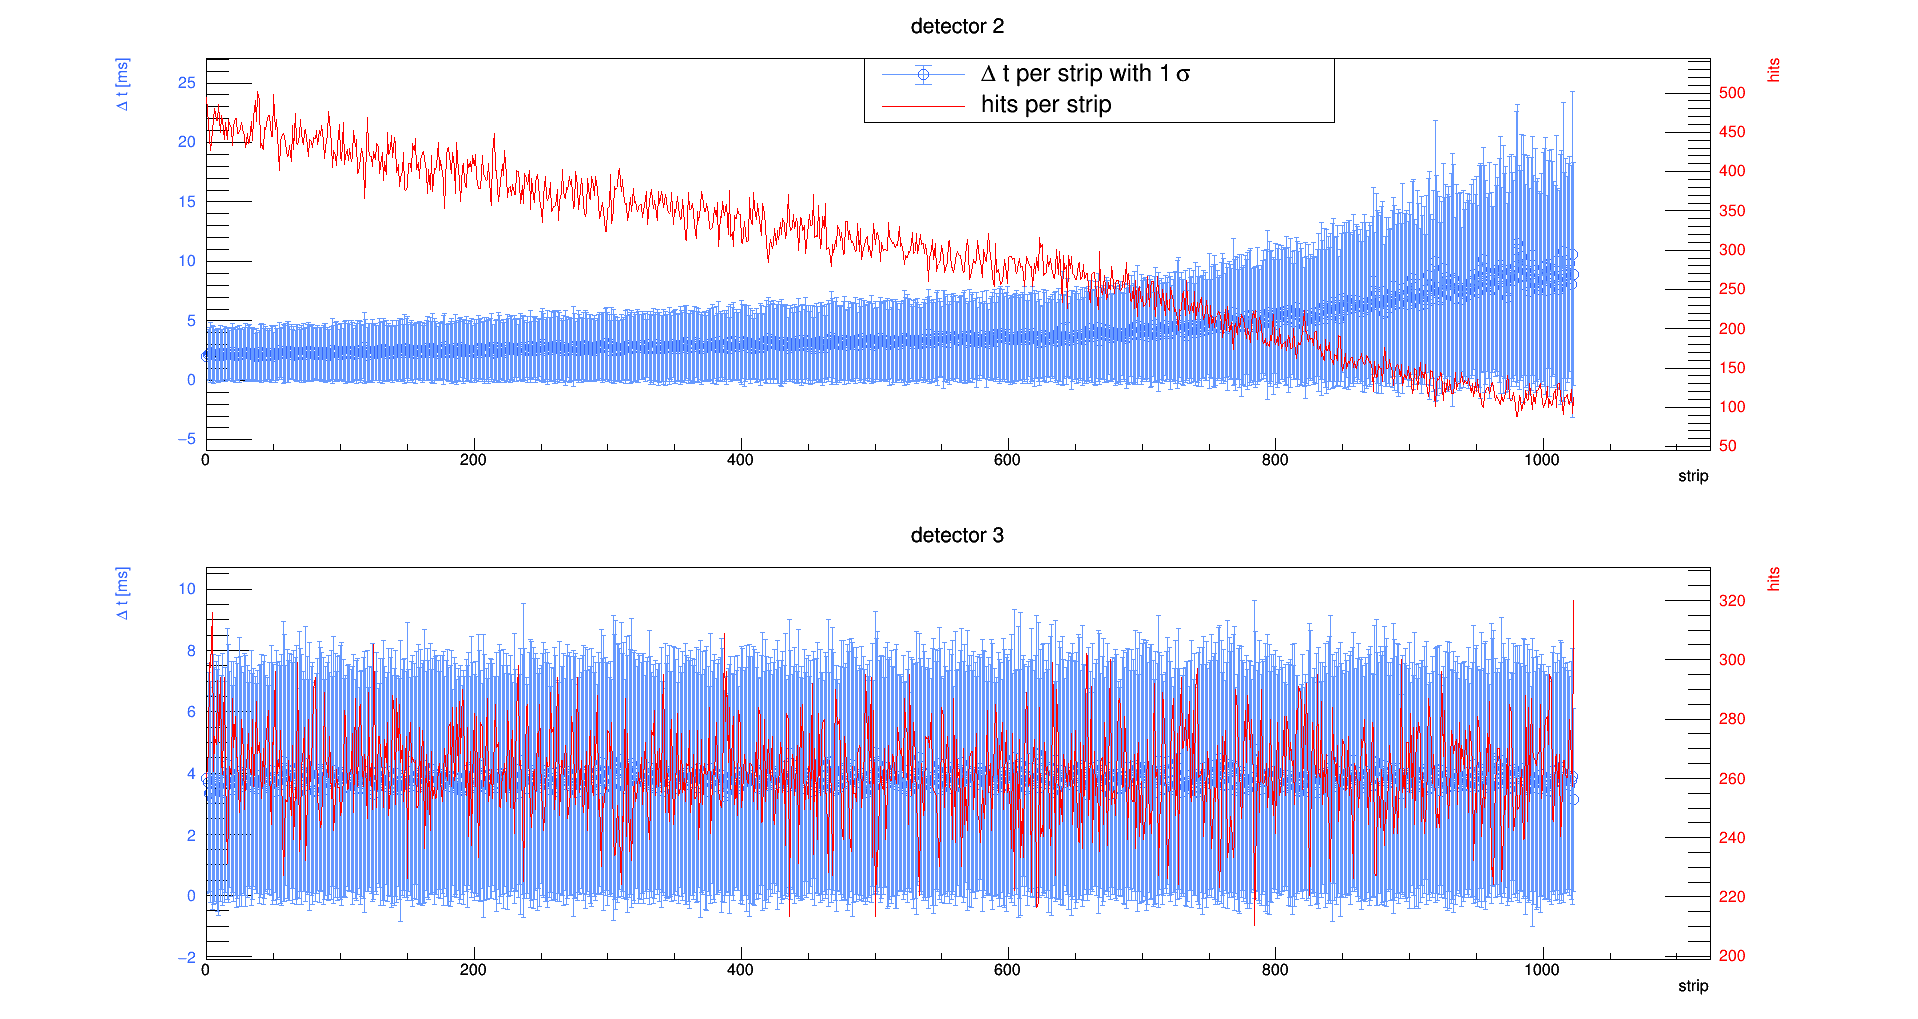 detector 2
Δ t [ms]
hits
Δ t per strip with 1 σ
hits per strip
25
20
15
10
5
0
−5
500
450
400
350
300
250
200
150
100
50
0 200 400 600 800 1000
strip
detector 3
Δ t [ms]
hits
10
8
6
4
2
0
−2
320
300
280
260
240
220
200
0 200 400 600 800 1000
strip